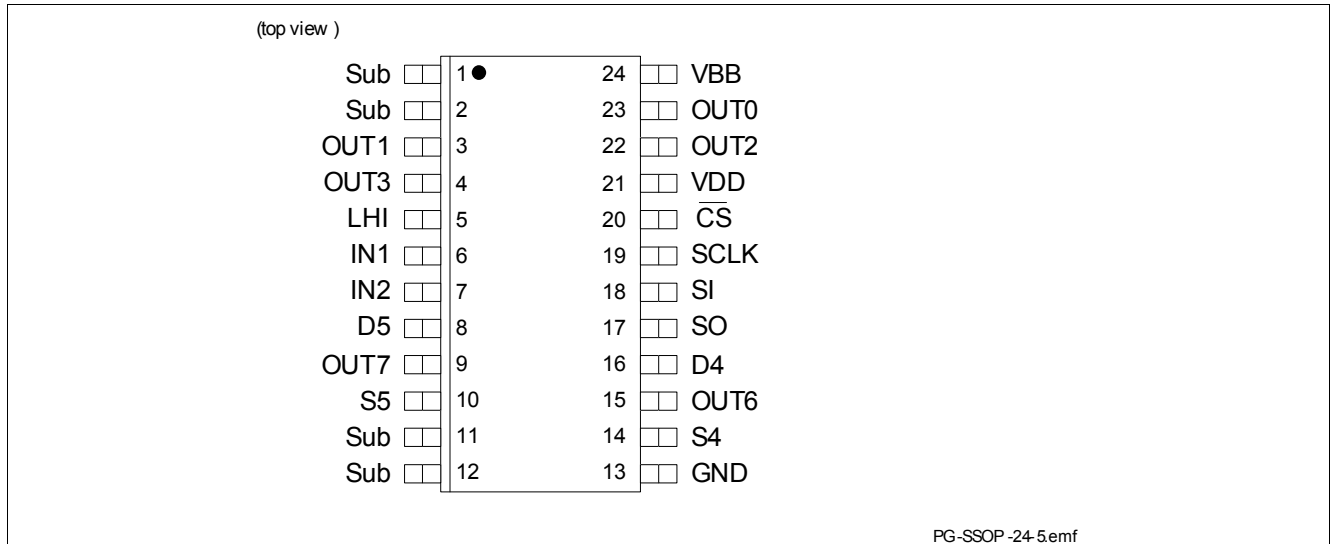 (top view )
Sub 1 24 VBB
Sub 2 23 OUT0
OUT1 3 22 OUT2
OUT3 4 21 VDD
LHI 5 20 C̅S̅
IN1 6 19 SCLK
IN2 7 18 SI
D5 8 17 SO
OUT7 9 16 D4
S5 10 15 OUT6
Sub 11 14 S4
Sub 12 13 GND
PG-SSOP -24-5.emf